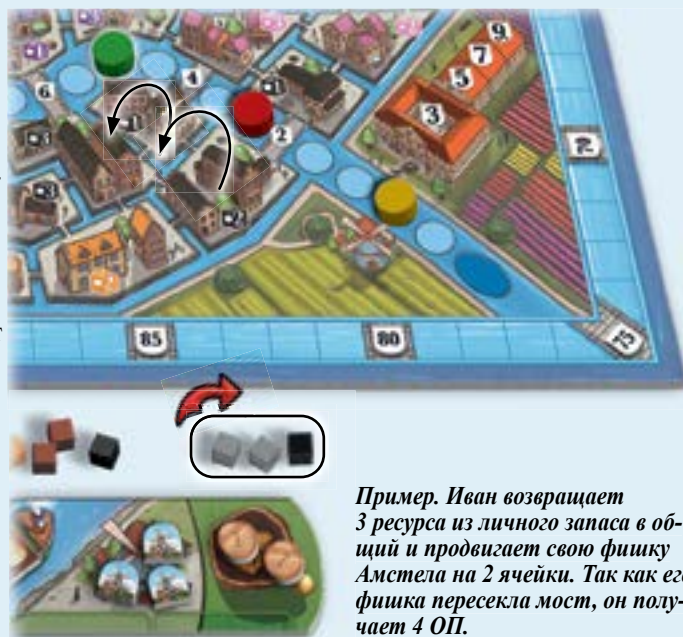 9
7
5
3
4
6
2
85
80
75
Пример. Иван возвращает
3 ресурса из личного запаса в об-
щий и продвигает свою фишку
Амстела на 2 ячейки. Так как его
фишка пересекла мост, он полу-
чает 4 ОП.